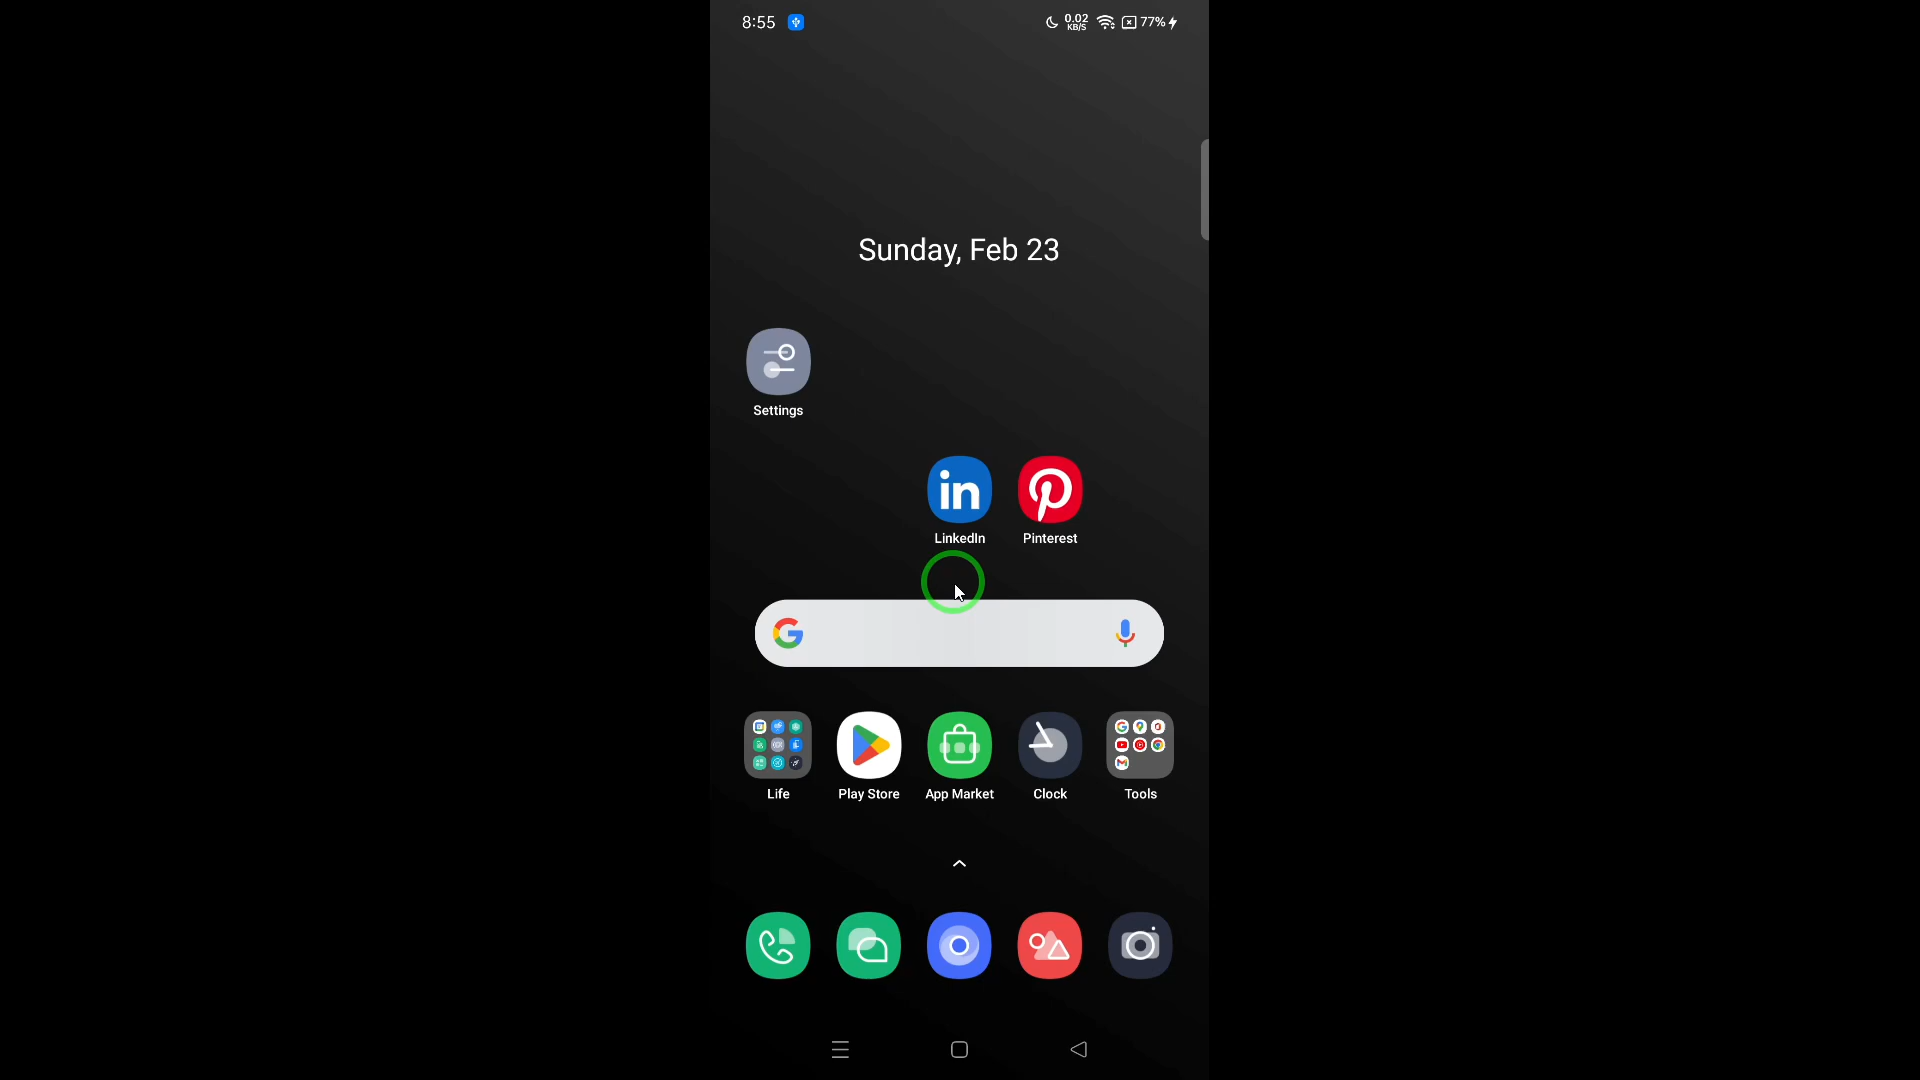 8:55
0.02
KB/S
77%
Sunday, Feb 23
Settings
in
LinkedIn
Pinterest
Life
Play Store
App Market
Clock
Tools